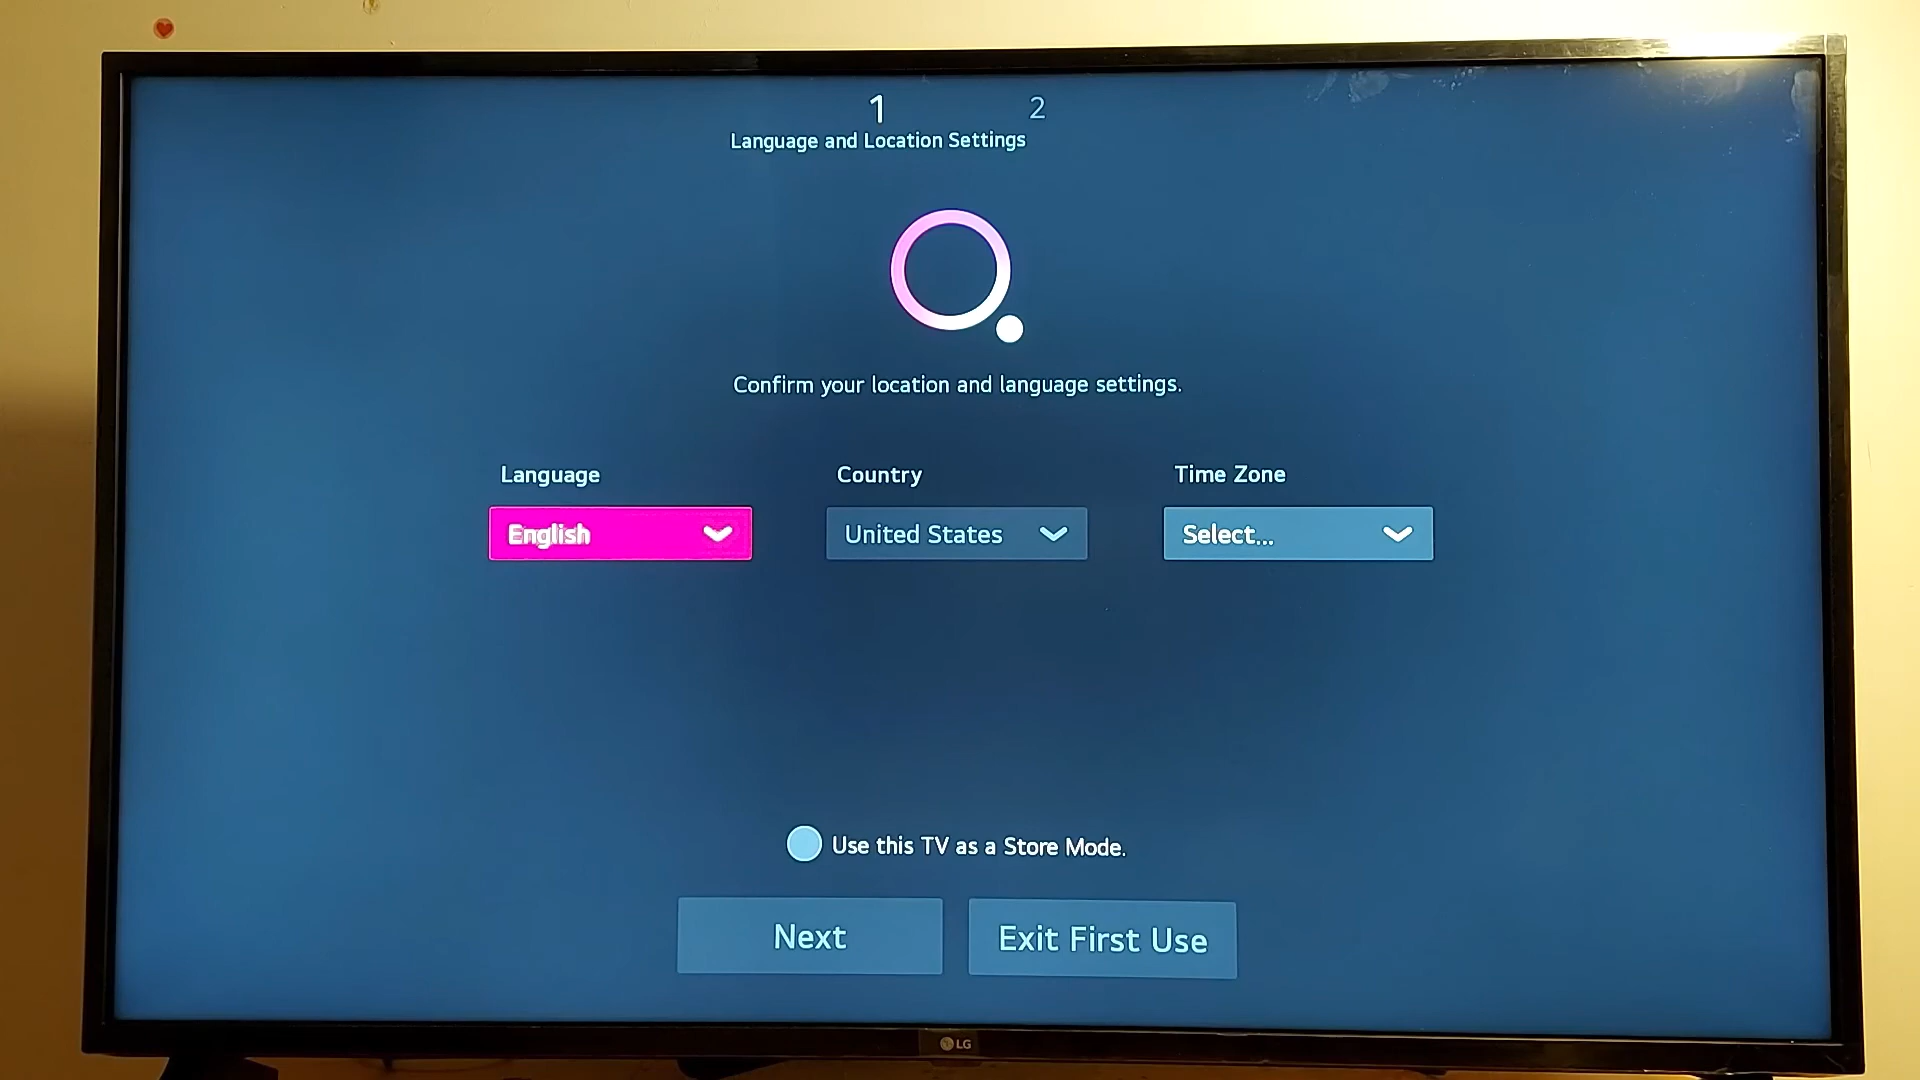 1 2
Language and Location Settings
Confirm your location and language settings.
Language Country Time Zone
English United States Select...
Use this TV as a Store Mode.
Next Exit First Use
LG